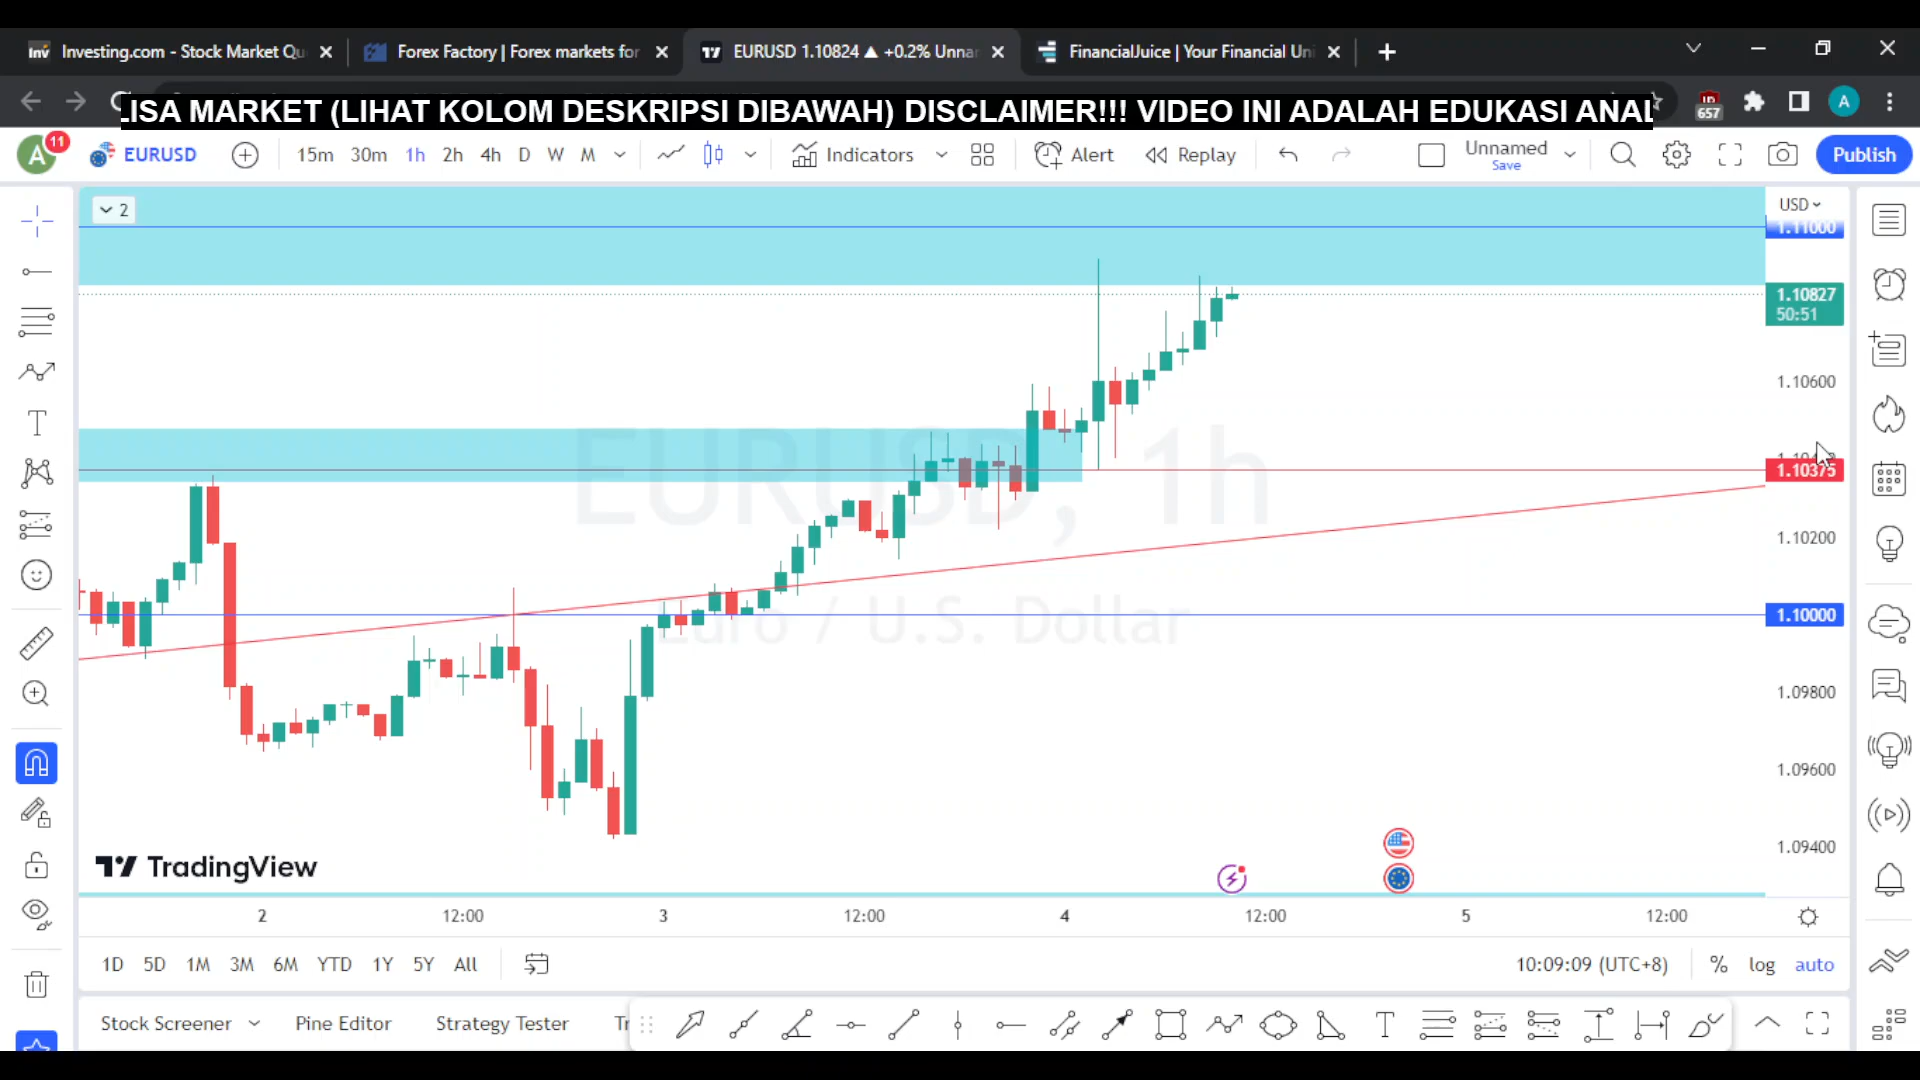 Investing.com - Stock Market Qu
Forex Factory | Forex markets for
EURUSD 1.10824 ▲ +0.2% Unna
FinancialJuice | Your Financial Uni
LISA MARKET (LIHAT KOLOM DESKRIPSI DIBAWAH) DISCLAIMER!!! VIDEO INI ADALAH EDUKASI ANAL
657
A
A
11
EURUSD
15m 30m 1h 2h 4h D W M
Indicators
Alert
Replay
Unnamed
Save
Publish
2
USD
1.11000
1.10827
50:51
1.10600
1.10375
1.10200
1.10000
1.09800
1.09600
1.09400
EURUSD, 1h
Euro / U.S. Dollar
TradingView
2 12:00 3 12:00 4 12:00 5 12:00
1D 5D 1M 3M 6M YTD 1Y 5Y All
10:09:09 (UTC+8)
% log auto
Stock Screener Pine Editor Strategy Tester